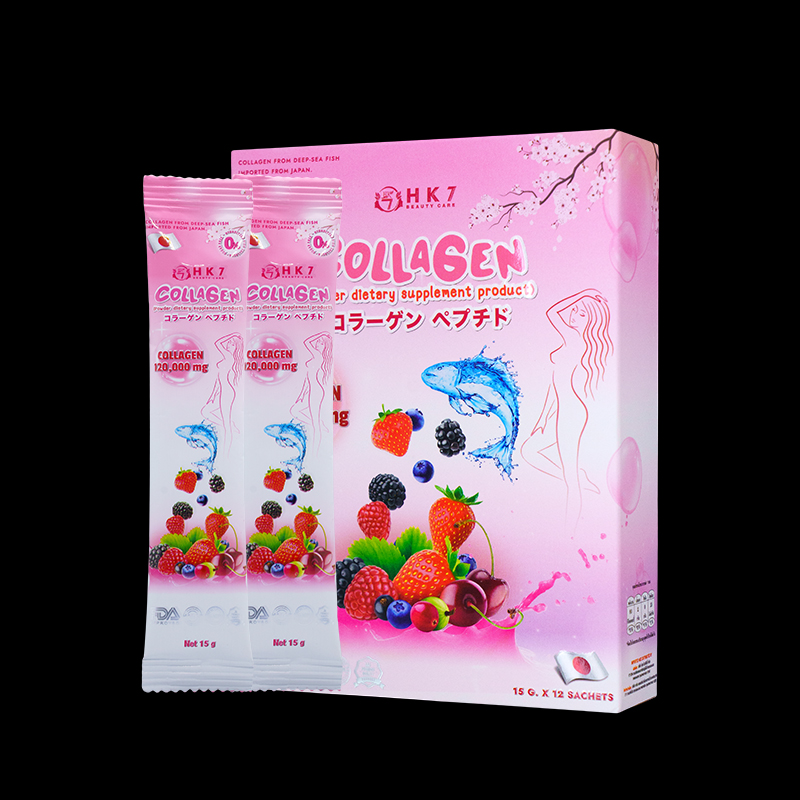 COLLAGEN FROM DEEP-SEA FISH
IMPORTED FROM JAPAN.
HK7
BEAUTY CARE
COLLAGEN
dietary supplement product)
コラーゲン ペプチド
15 G. X 12 SACHETS
COLLAGEN FROM DEEP-SEA FISH
IMPORTED FROM JAPAN.
0%
HK7
BEAUTY CARE
COLLAGEN
(Powder dietary supplement product)
コラーゲン ペプチド
COLLAGEN
120,000 mg
Net 15 g
COLLAGEN FROM DEEP-SEA FISH
IMPORTED FROM JAPAN.
0%
HK7
BEAUTY CARE
COLLAGEN
(Powder dietary supplement product)
コラーゲン ペプチド
COLLAGEN
120,000 mg
Net 15 g